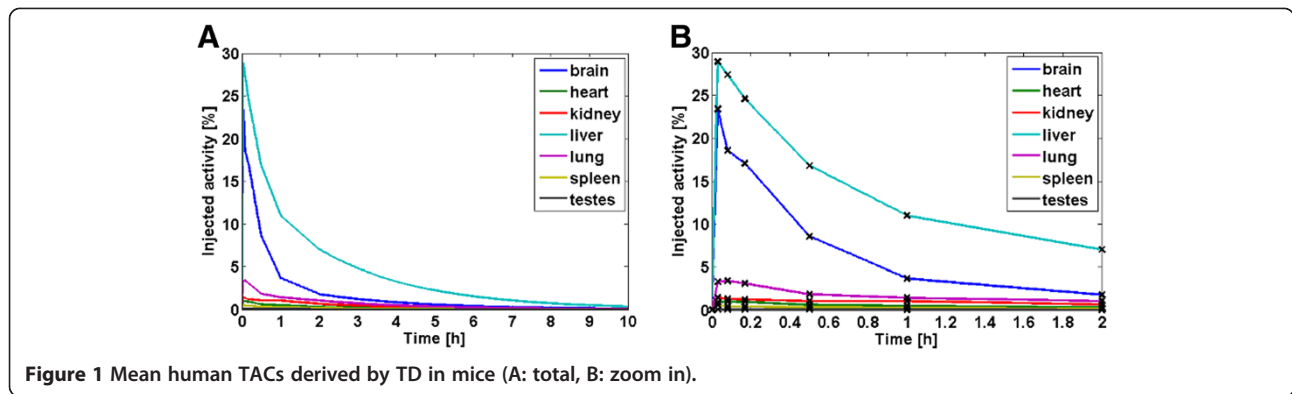 A
30
25
20
15
10
5
0
Injected activity [%]
0 1 2 3 4 5 6 7 8 9 10
Time [h]
brain
heart
kidney
liver
lung
spleen
testes
B
30
25
20
15
10
5
0
Injected activity [%]
0 0.2 0.4 0.6 0.8 1 1.2 1.4 1.6 1.8 2
Time [h]
brain
heart
kidney
liver
lung
spleen
testes
Figure 1 Mean human TACs derived by TD in mice (A: total, B: zoom in).